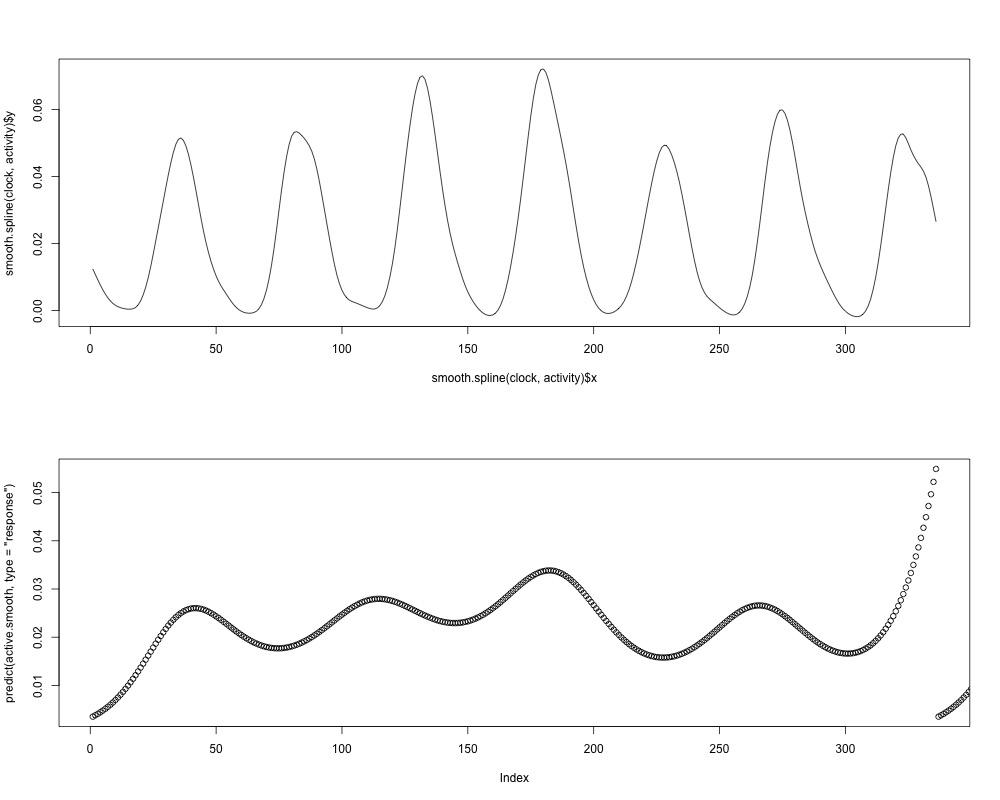 smooth.spline(clock, activity)$y
0.06
0.04
0.02
0.00
0 50 100 150 200 250 300
smooth.spline(clock, activity)$x
predict(active.smooth, type = "response")
0.05
0.04
0.03
0.02
0.01
0 50 100 150 200 250 300
Index